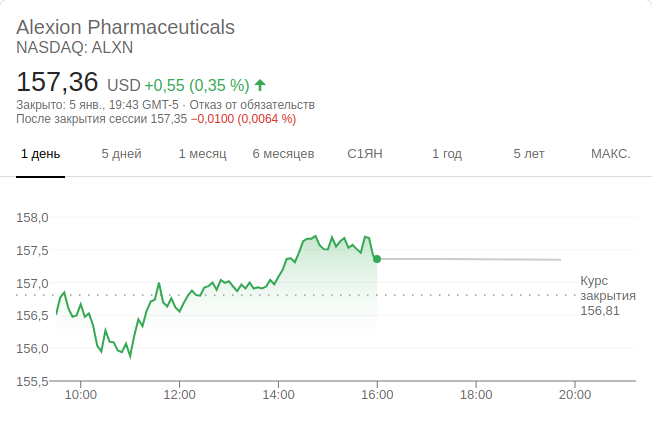 Alexion Pharmaceuticals
NASDAQ: ALXN
157,36 USD +0,55 (0,35 %)
Закрыто: 5 янв., 19:43 GMT-5 · Отказ от обязательств
После закрытия сессии 157,35 −0,0100 (0,0064 %)
1 день 5 дней 1 месяц 6 месяцев С1ЯН 1 год 5 лет МАКС.
158,0
157,5
157,0
156,5
156,0
155,5
Курс
закрытия
156,81
10:00 12:00 14:00 16:00 18:00 20:00